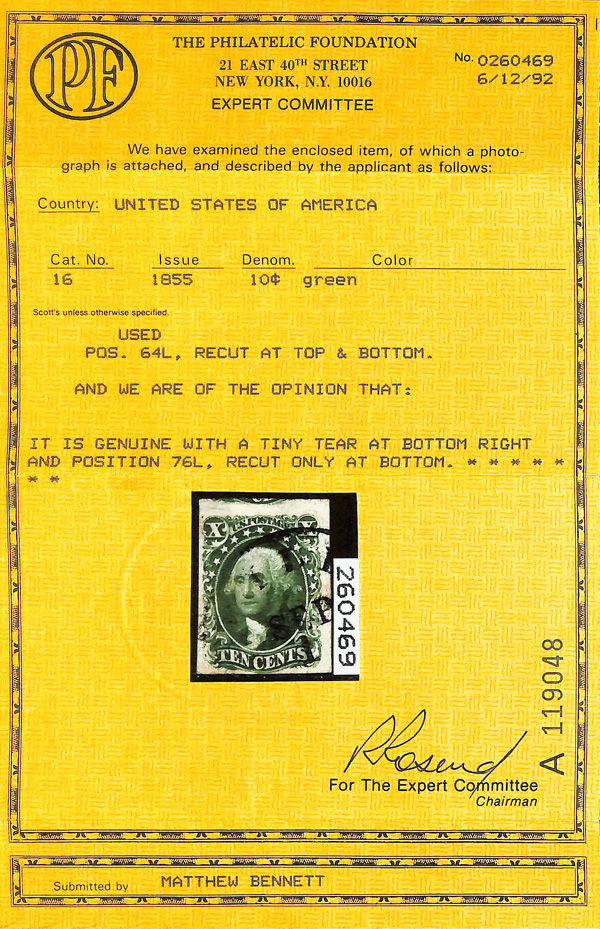 PF
THE PHILATELIC FOUNDATION
21 EAST 40TH STREET
NEW YORK, N.Y. 10016
EXPERT COMMITTEE
No. 0260469
6/12/92
We have examined the enclosed item, of which a photo-
graph is attached, and described by the applicant as follows:
Country: UNITED STATES OF AMERICA
Cat. No. Issue Denom. Color
16 1855 10¢ green
Scott's unless otherwise specified.
USED
POS. 64L, RECUT AT TOP & BOTTOM.
AND WE ARE OF THE OPINION THAT:
IT IS GENUINE WITH A TINY TEAR AT BOTTOM RIGHT
AND POSITION 76L, RECUT ONLY AT BOTTOM. * * * * *
* *
X U.S. POSTAGE X
SEP
TEN CENTS
260469
A 119048
For The Expert Committee
Chairman
Submitted by MATTHEW BENNETT